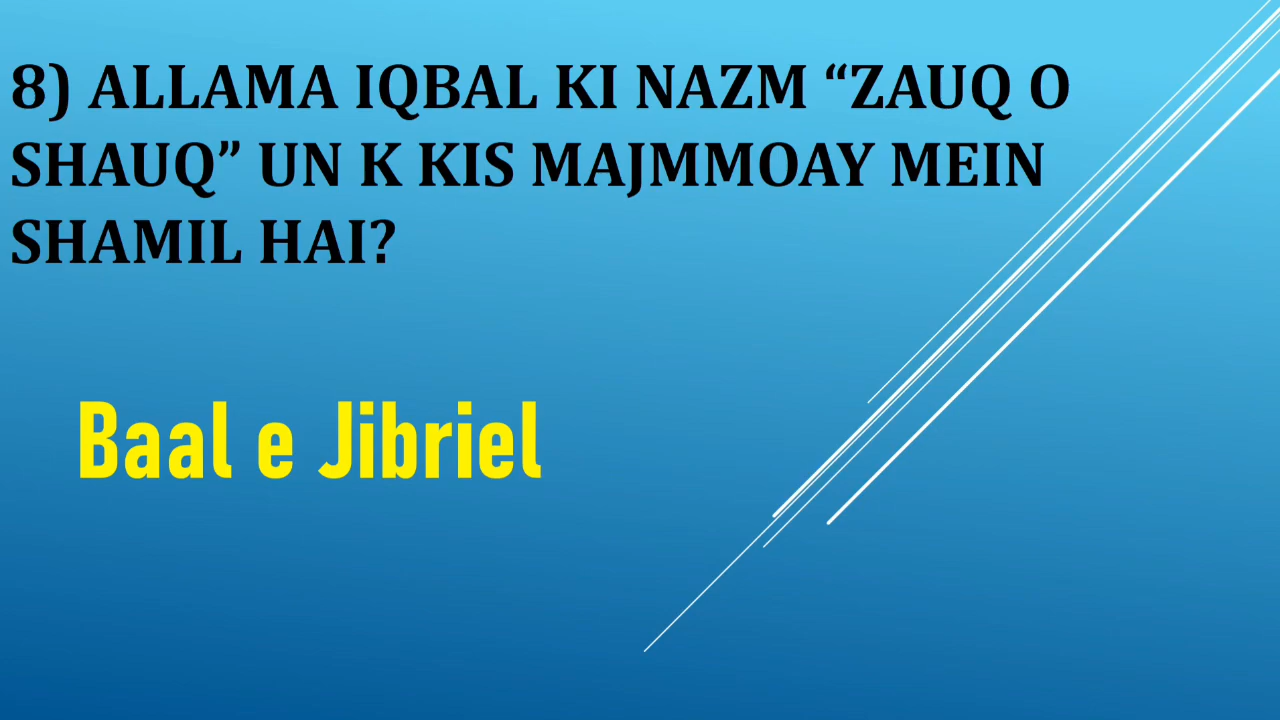 8) ALLAMA IQBAL KI NAZM “ZAUQ O
SHAUQ” UN K KIS MAJMMOAY MEIN
SHAMIL HAI?
Baal e Jibriel